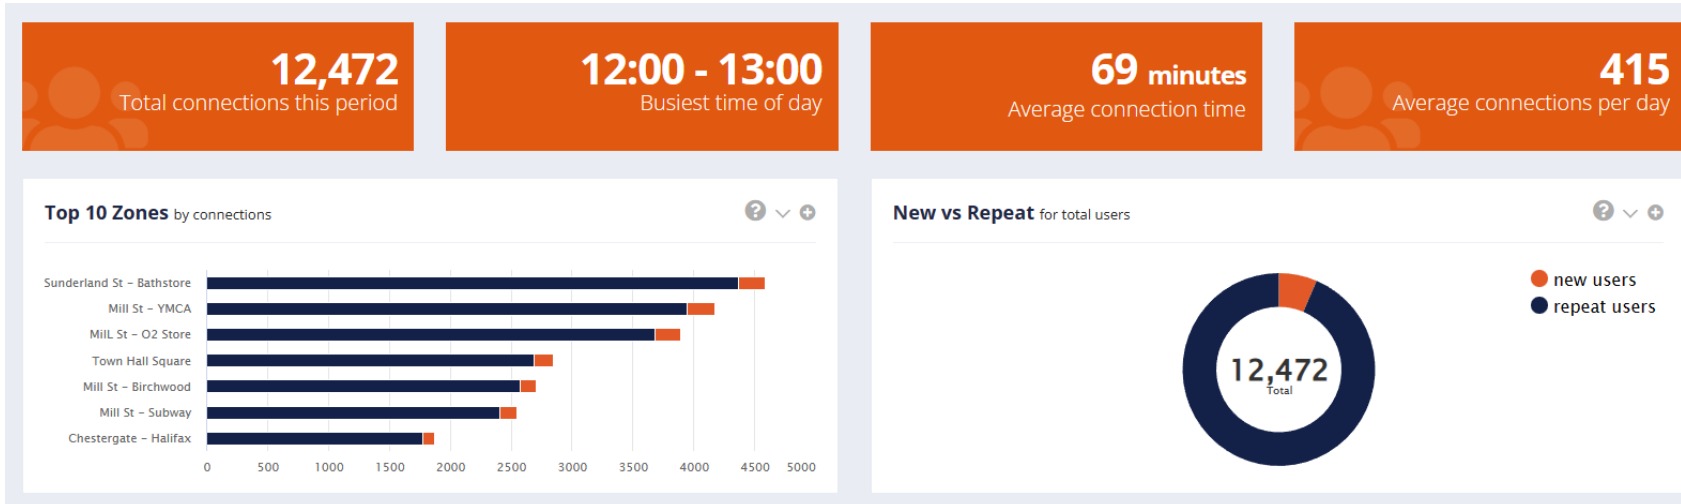 12,472
Total connections this period
12:00 - 13:00
Busiest time of day
69 minutes
Average connection time
415
Average connections per day
Top 10 Zones by connections
Sunderland St - Bathstore
Mill St - YMCA
MilL St - O2 Store
Town Hall Square
Mill St - Birchwood
Mill St - Subway
Chestergate - Halifax
0 500 1000 1500 2000 2500 3000 3500 4000 4500 5000
New vs Repeat for total users
new users
repeat users
12,472
Total